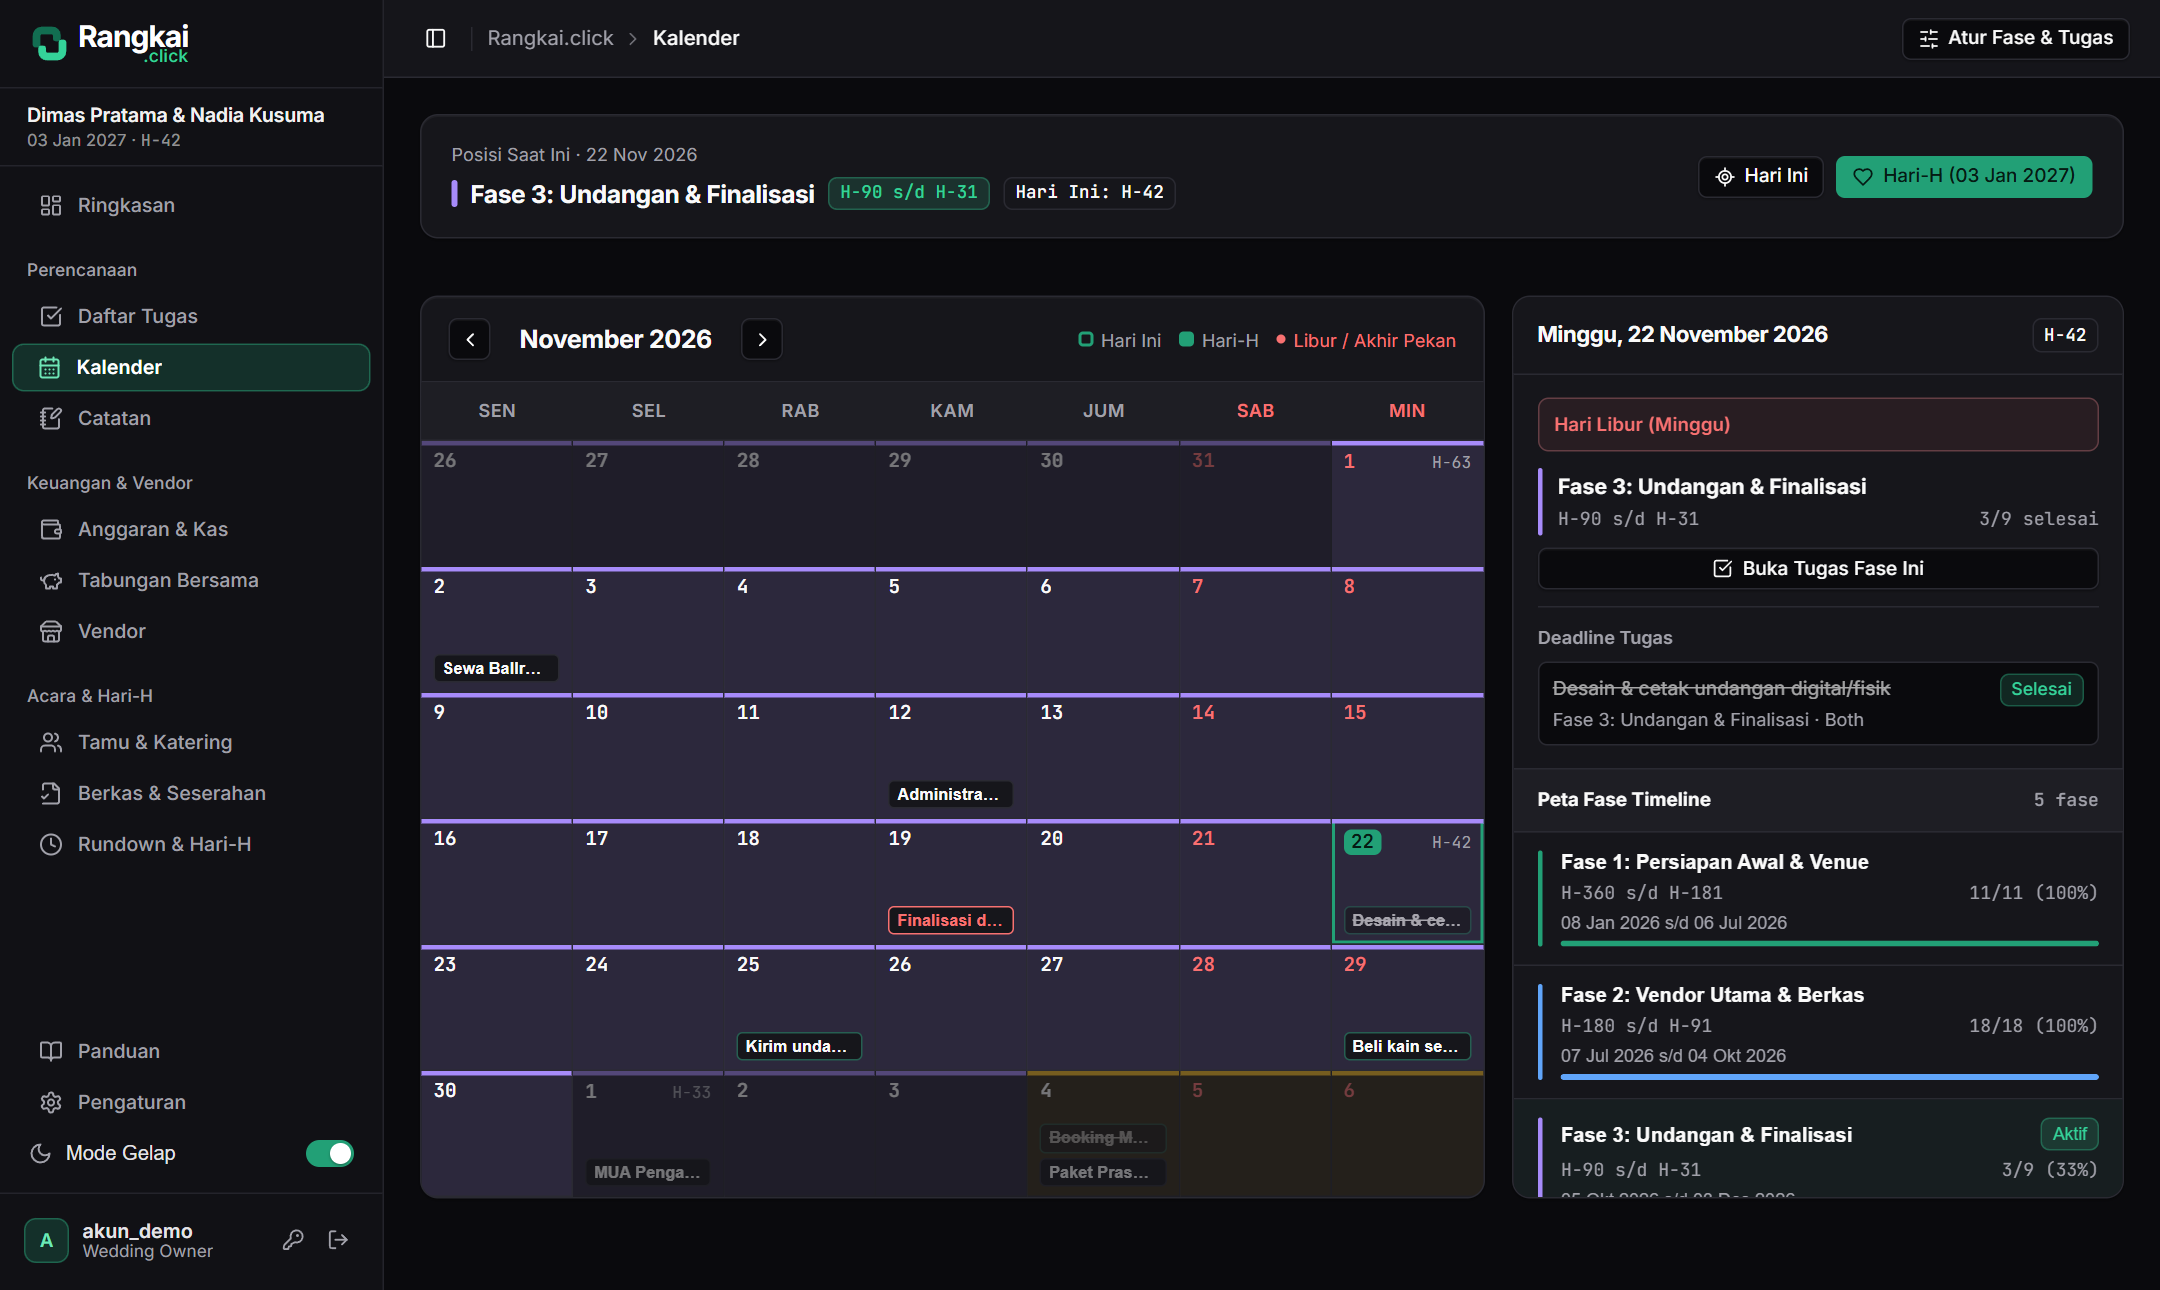 Rangkai
.click
Dimas Pratama & Nadia Kusuma
03 Jan 2027 · H-42
Ringkasan
Perencanaan
Daftar Tugas
Kalender
Catatan
Keuangan & Vendor
Anggaran & Kas
Tabungan Bersama
Vendor
Acara & Hari-H
Tamu & Katering
Berkas & Seserahan
Rundown & Hari-H
Panduan
Pengaturan
Mode Gelap
A
akun_demo
Wedding Owner
Rangkai.click > Kalender
Atur Fase & Tugas
Posisi Saat Ini · 22 Nov 2026
Fase 3: Undangan & Finalisasi H-90 s/d H-31 Hari Ini: H-42
Hari Ini
Hari-H (03 Jan 2027)
November 2026
Hari Ini Hari-H Libur / Akhir Pekan
SEN SEL RAB KAM JUM SAB MIN
26 27 28 29 30 31 1 H-63
2 3 4 5 6 7 8
Sewa Ballr...
9 10 11 12 13 14 15
Administra...
16 17 18 19 20 21 22 H-42
Finalisasi d... Desain & ce...
23 24 25 26 27 28 29
Kirim unda... Beli kain se...
30 1 H-33 2 3 4 5 6
Booking M...
MUA Penga... Paket Pras...
Minggu, 22 November 2026 H-42
Hari Libur (Minggu)
Fase 3: Undangan & Finalisasi
H-90 s/d H-31 3/9 selesai
Buka Tugas Fase Ini
Deadline Tugas
Desain & cetak undangan digital/fisik Selesai
Fase 3: Undangan & Finalisasi · Both
Peta Fase Timeline 5 fase
Fase 1: Persiapan Awal & Venue
H-360 s/d H-181 11/11 (100%)
08 Jan 2026 s/d 06 Jul 2026
Fase 2: Vendor Utama & Berkas
H-180 s/d H-91 18/18 (100%)
07 Jul 2026 s/d 04 Okt 2026
Fase 3: Undangan & Finalisasi Aktif
H-90 s/d H-31 3/9 (33%)